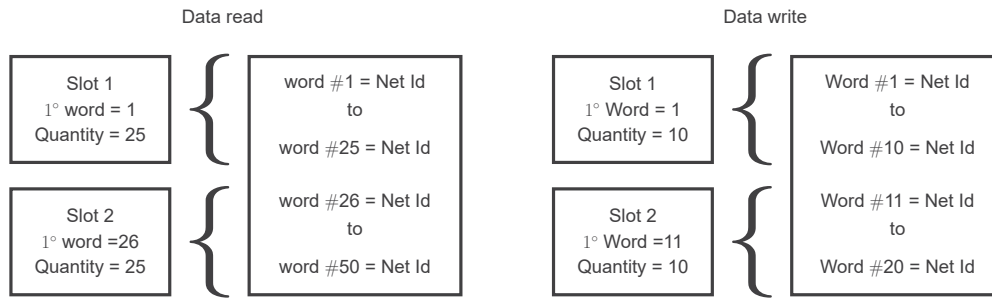 Data read
Slot 1
1° word = 1
Quantity = 25
word #1 = Net Id
to
word #25 = Net Id
Slot 2
1° word =26
Quantity = 25
word #26 = Net Id
to
word #50 = Net Id
Data write
Slot 1
1° Word = 1
Quantity = 10
Word #1 = Net Id
to
Word #10 = Net Id
Slot 2
1° Word =11
Quantity = 10
Word #11 = Net Id
to
Word #20 = Net Id